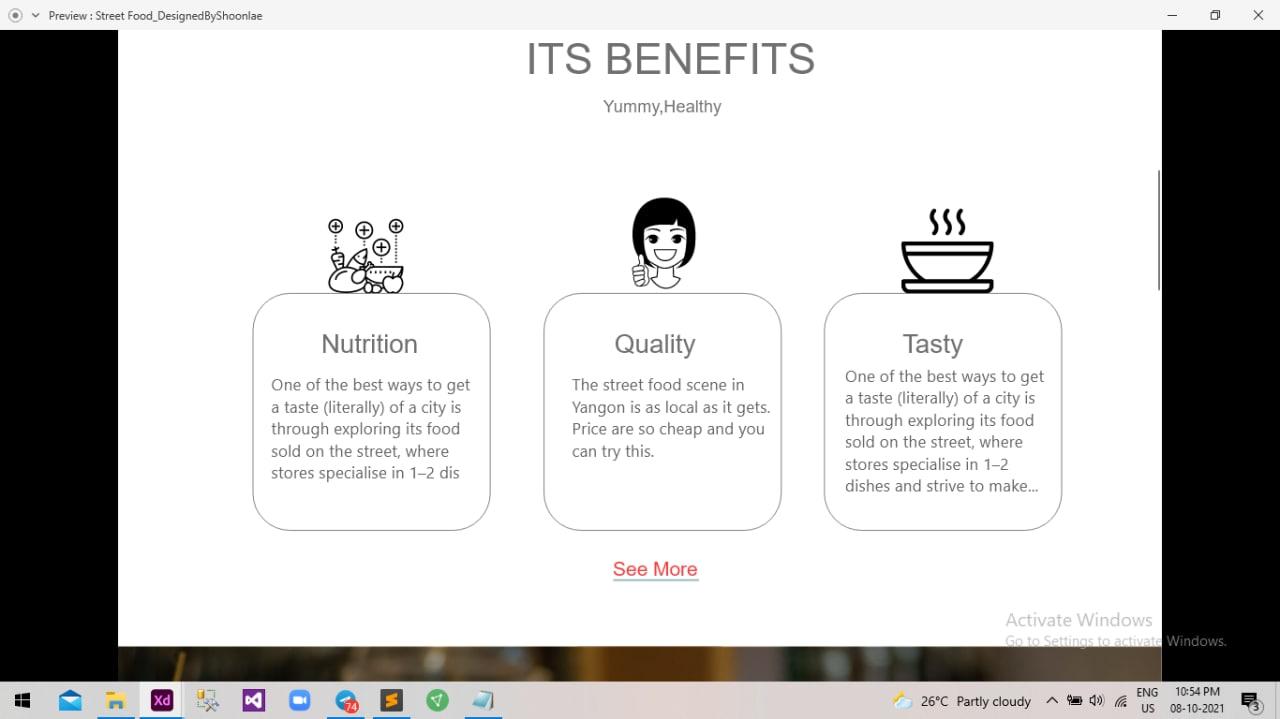 Preview : Street Food_DesignedByShoonlae
ITS BENEFITS
Yummy,Healthy
Nutrition
One of the best ways to get
a taste (literally) of a city is
through exploring its food
sold on the street, where
stores specialise in 1–2 dis
Quality
The street food scene in
Yangon is as local as it gets.
Price are so cheap and you
can try this.
Tasty
One of the best ways to get
a taste (literally) of a city is
through exploring its food
sold on the street, where
stores specialise in 1–2
dishes and strive to make...
See More
Activate Windows
Go to Settings to activate Windows.
Xd
74
26°C Partly cloudy
ENG
US
10:54 PM
08-10-2021
3